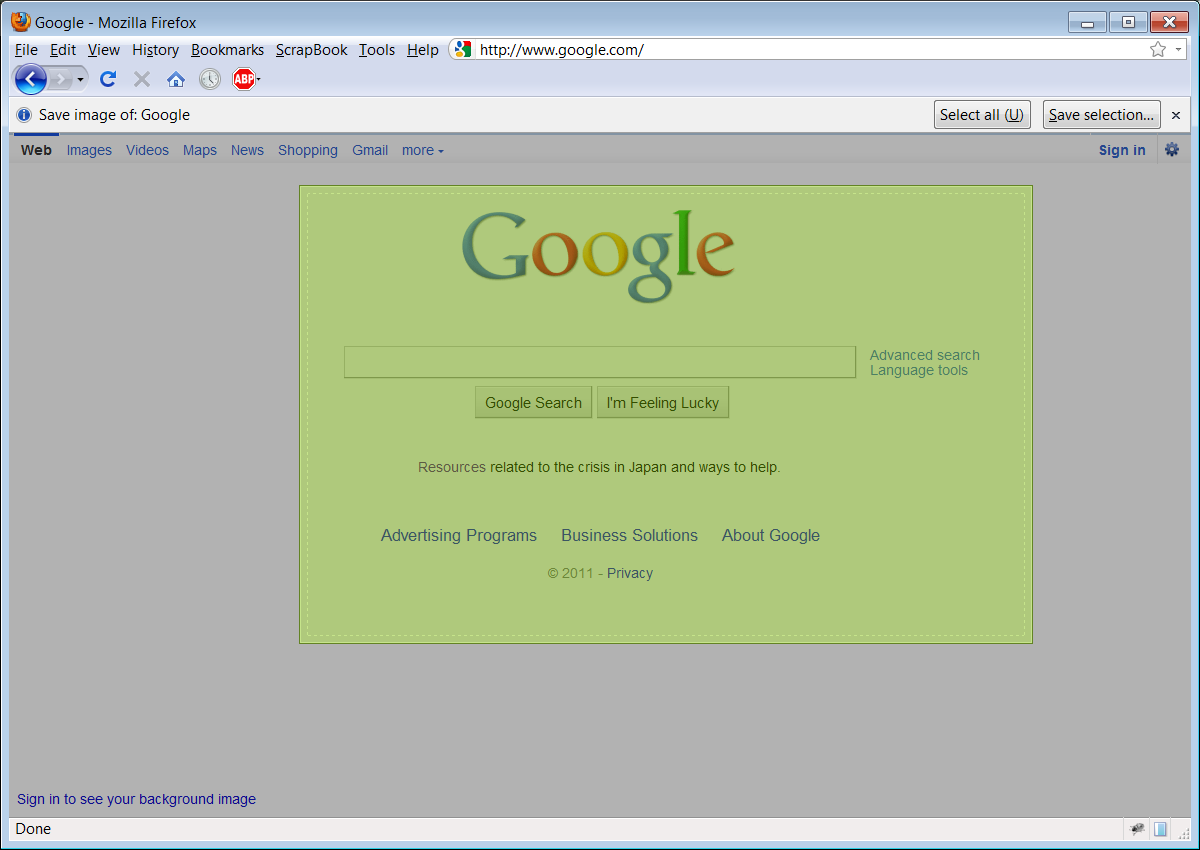 Google - Mozilla Firefox
File Edit View History Bookmarks ScrapBook Tools Help http://www.google.com/
ABP
Save image of: Google Select all (U) Save selection...
Web Images Videos Maps News Shopping Gmail more Sign in
Google
Advanced search
Language tools
Google Search I'm Feeling Lucky
Resources related to the crisis in Japan and ways to help.
Advertising Programs Business Solutions About Google
© 2011 - Privacy
Sign in to see your background image
Done